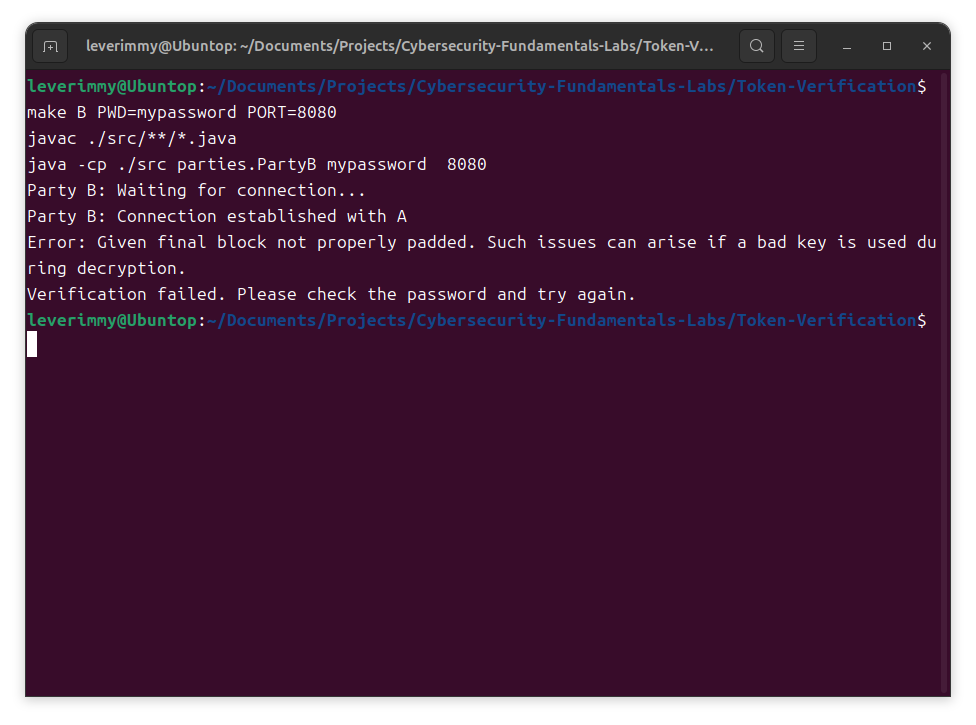 leverimmy@Ubuntop: ~/Documents/Projects/Cybersecurity-Fundamentals-Labs/Token-V...
leverimmy@Ubuntop:~/Documents/Projects/Cybersecurity-Fundamentals-Labs/Token-Verification$
make B PWD=mypassword PORT=8080
javac ./src/**/*.java
java -cp ./src parties.PartyB mypassword  8080
Party B: Waiting for connection...
Party B: Connection established with A
Error: Given final block not properly padded. Such issues can arise if a bad key is used du
ring decryption.
Verification failed. Please check the password and try again.
leverimmy@Ubuntop:~/Documents/Projects/Cybersecurity-Fundamentals-Labs/Token-Verification$